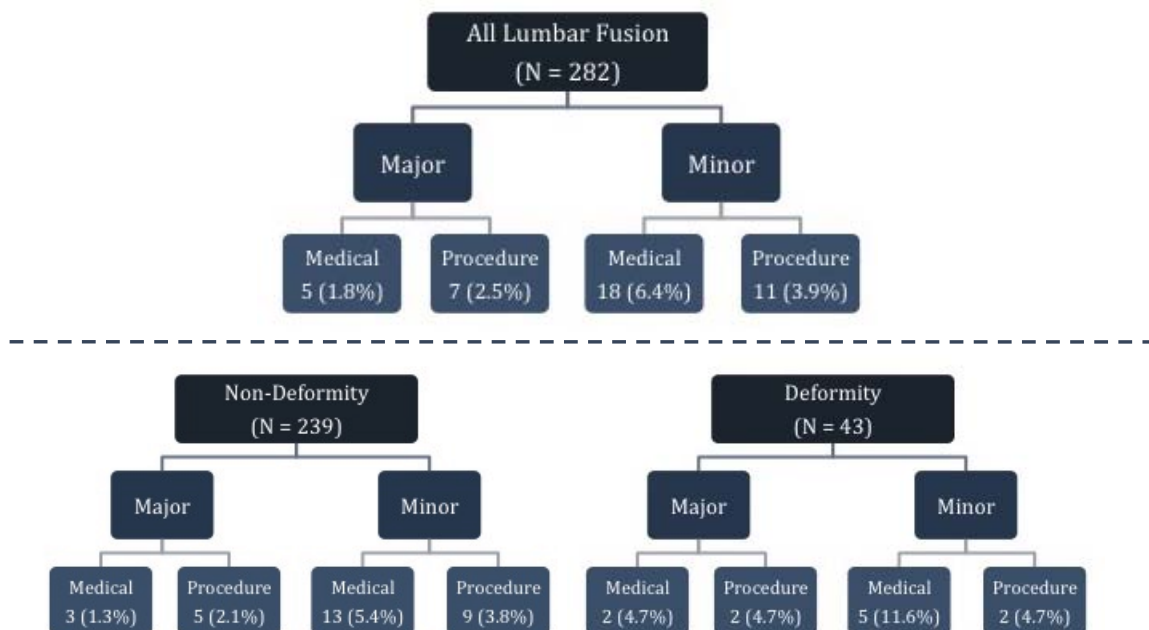 All Lumbar Fusion
(N = 282)
Major
Minor
Medical
5 (1.8%)
Procedure
7 (2.5%)
Medical
18 (6.4%)
Procedure
11 (3.9%)
Non-Deformity
(N = 239)
Major
Minor
Medical
3 (1.3%)
Procedure
5 (2.1%)
Medical
13 (5.4%)
Procedure
9 (3.8%)
Deformity
(N = 43)
Major
Minor
Medical
2 (4.7%)
Procedure
2 (4.7%)
Medical
5 (11.6%)
Procedure
2 (4.7%)